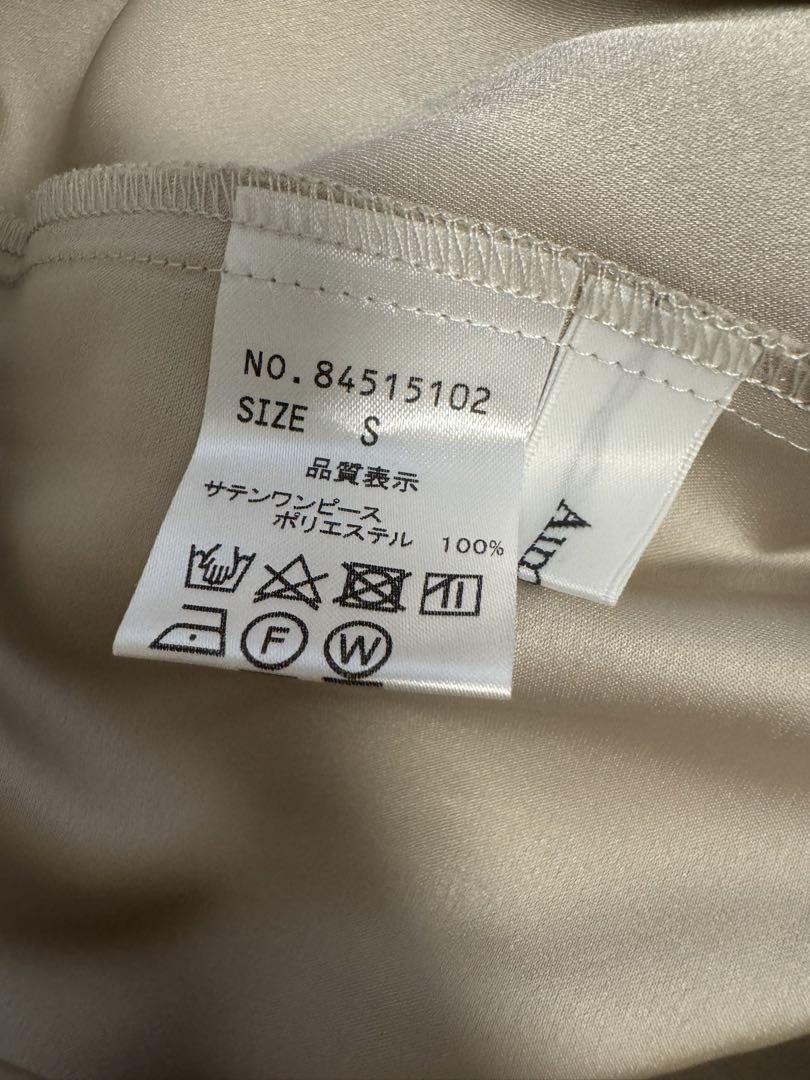 NO.84515102
SIZE S
品質表示
サテンワンピース
ポリエステル 100%
F W